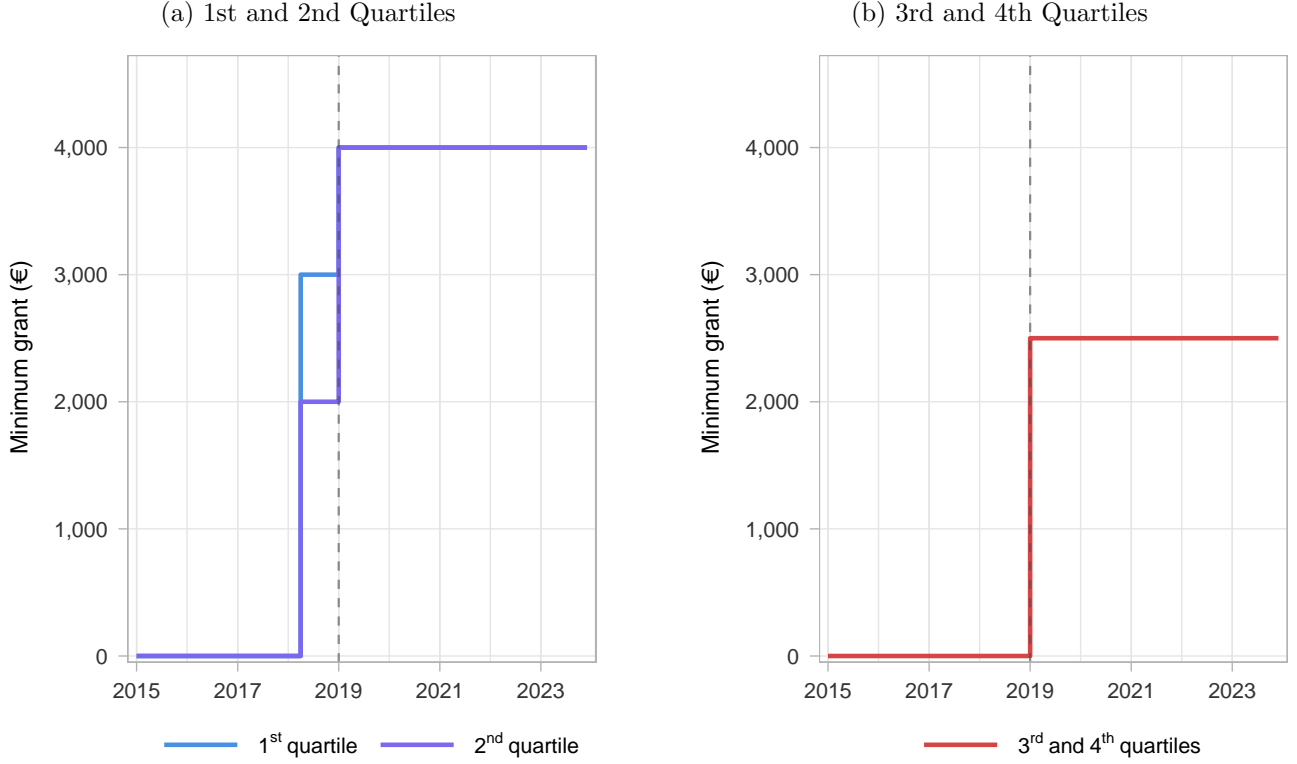 (a) 1st and 2nd Quartiles
Minimum grant (€)
4,000
3,000
2,000
1,000
0
2015 2017 2019 2021 2023
1st quartile 2nd quartile
(b) 3rd and 4th Quartiles
Minimum grant (€)
4,000
3,000
2,000
1,000
0
2015 2017 2019 2021 2023
3rd and 4th quartiles